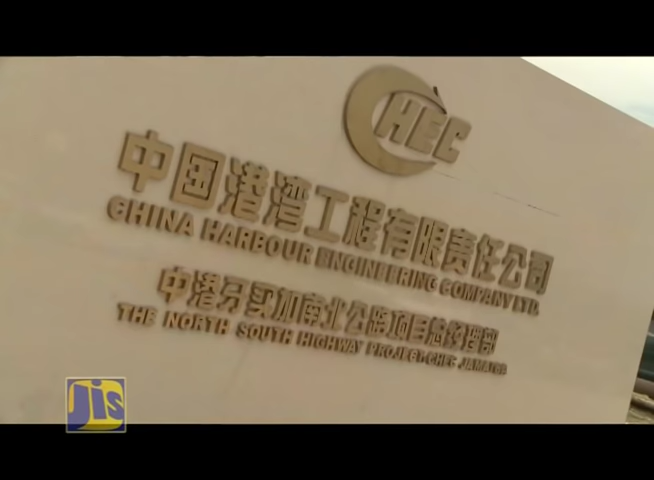 CHEC
中国港湾工程有限责任公司
CHINA HARBOUR ENGINEERING COMPANY LTD.
中港牙买加南北公路项目总经理部
THE NORTH SOUTH HIGHWAY PROJECT-CHEC JAMAICA
jis